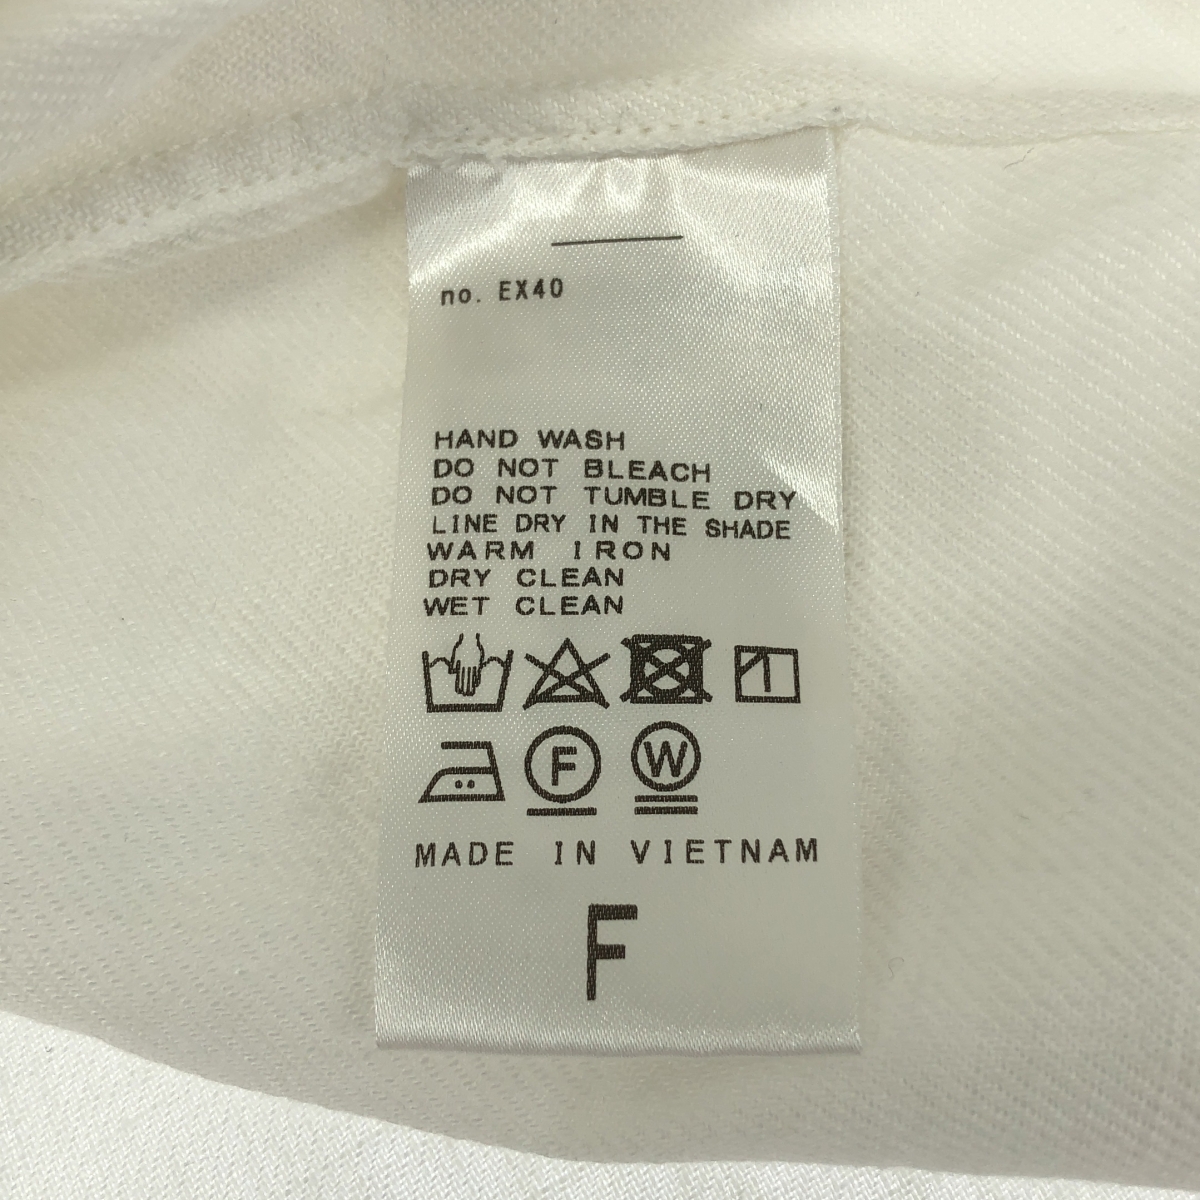 no. EX40
HAND WASH
DO NOT BLEACH
DO NOT TUMBLE DRY
LINE DRY IN THE SHADE
WARM IRON
DRY CLEAN
WET CLEAN
F W
MADE IN VIETNAM
F